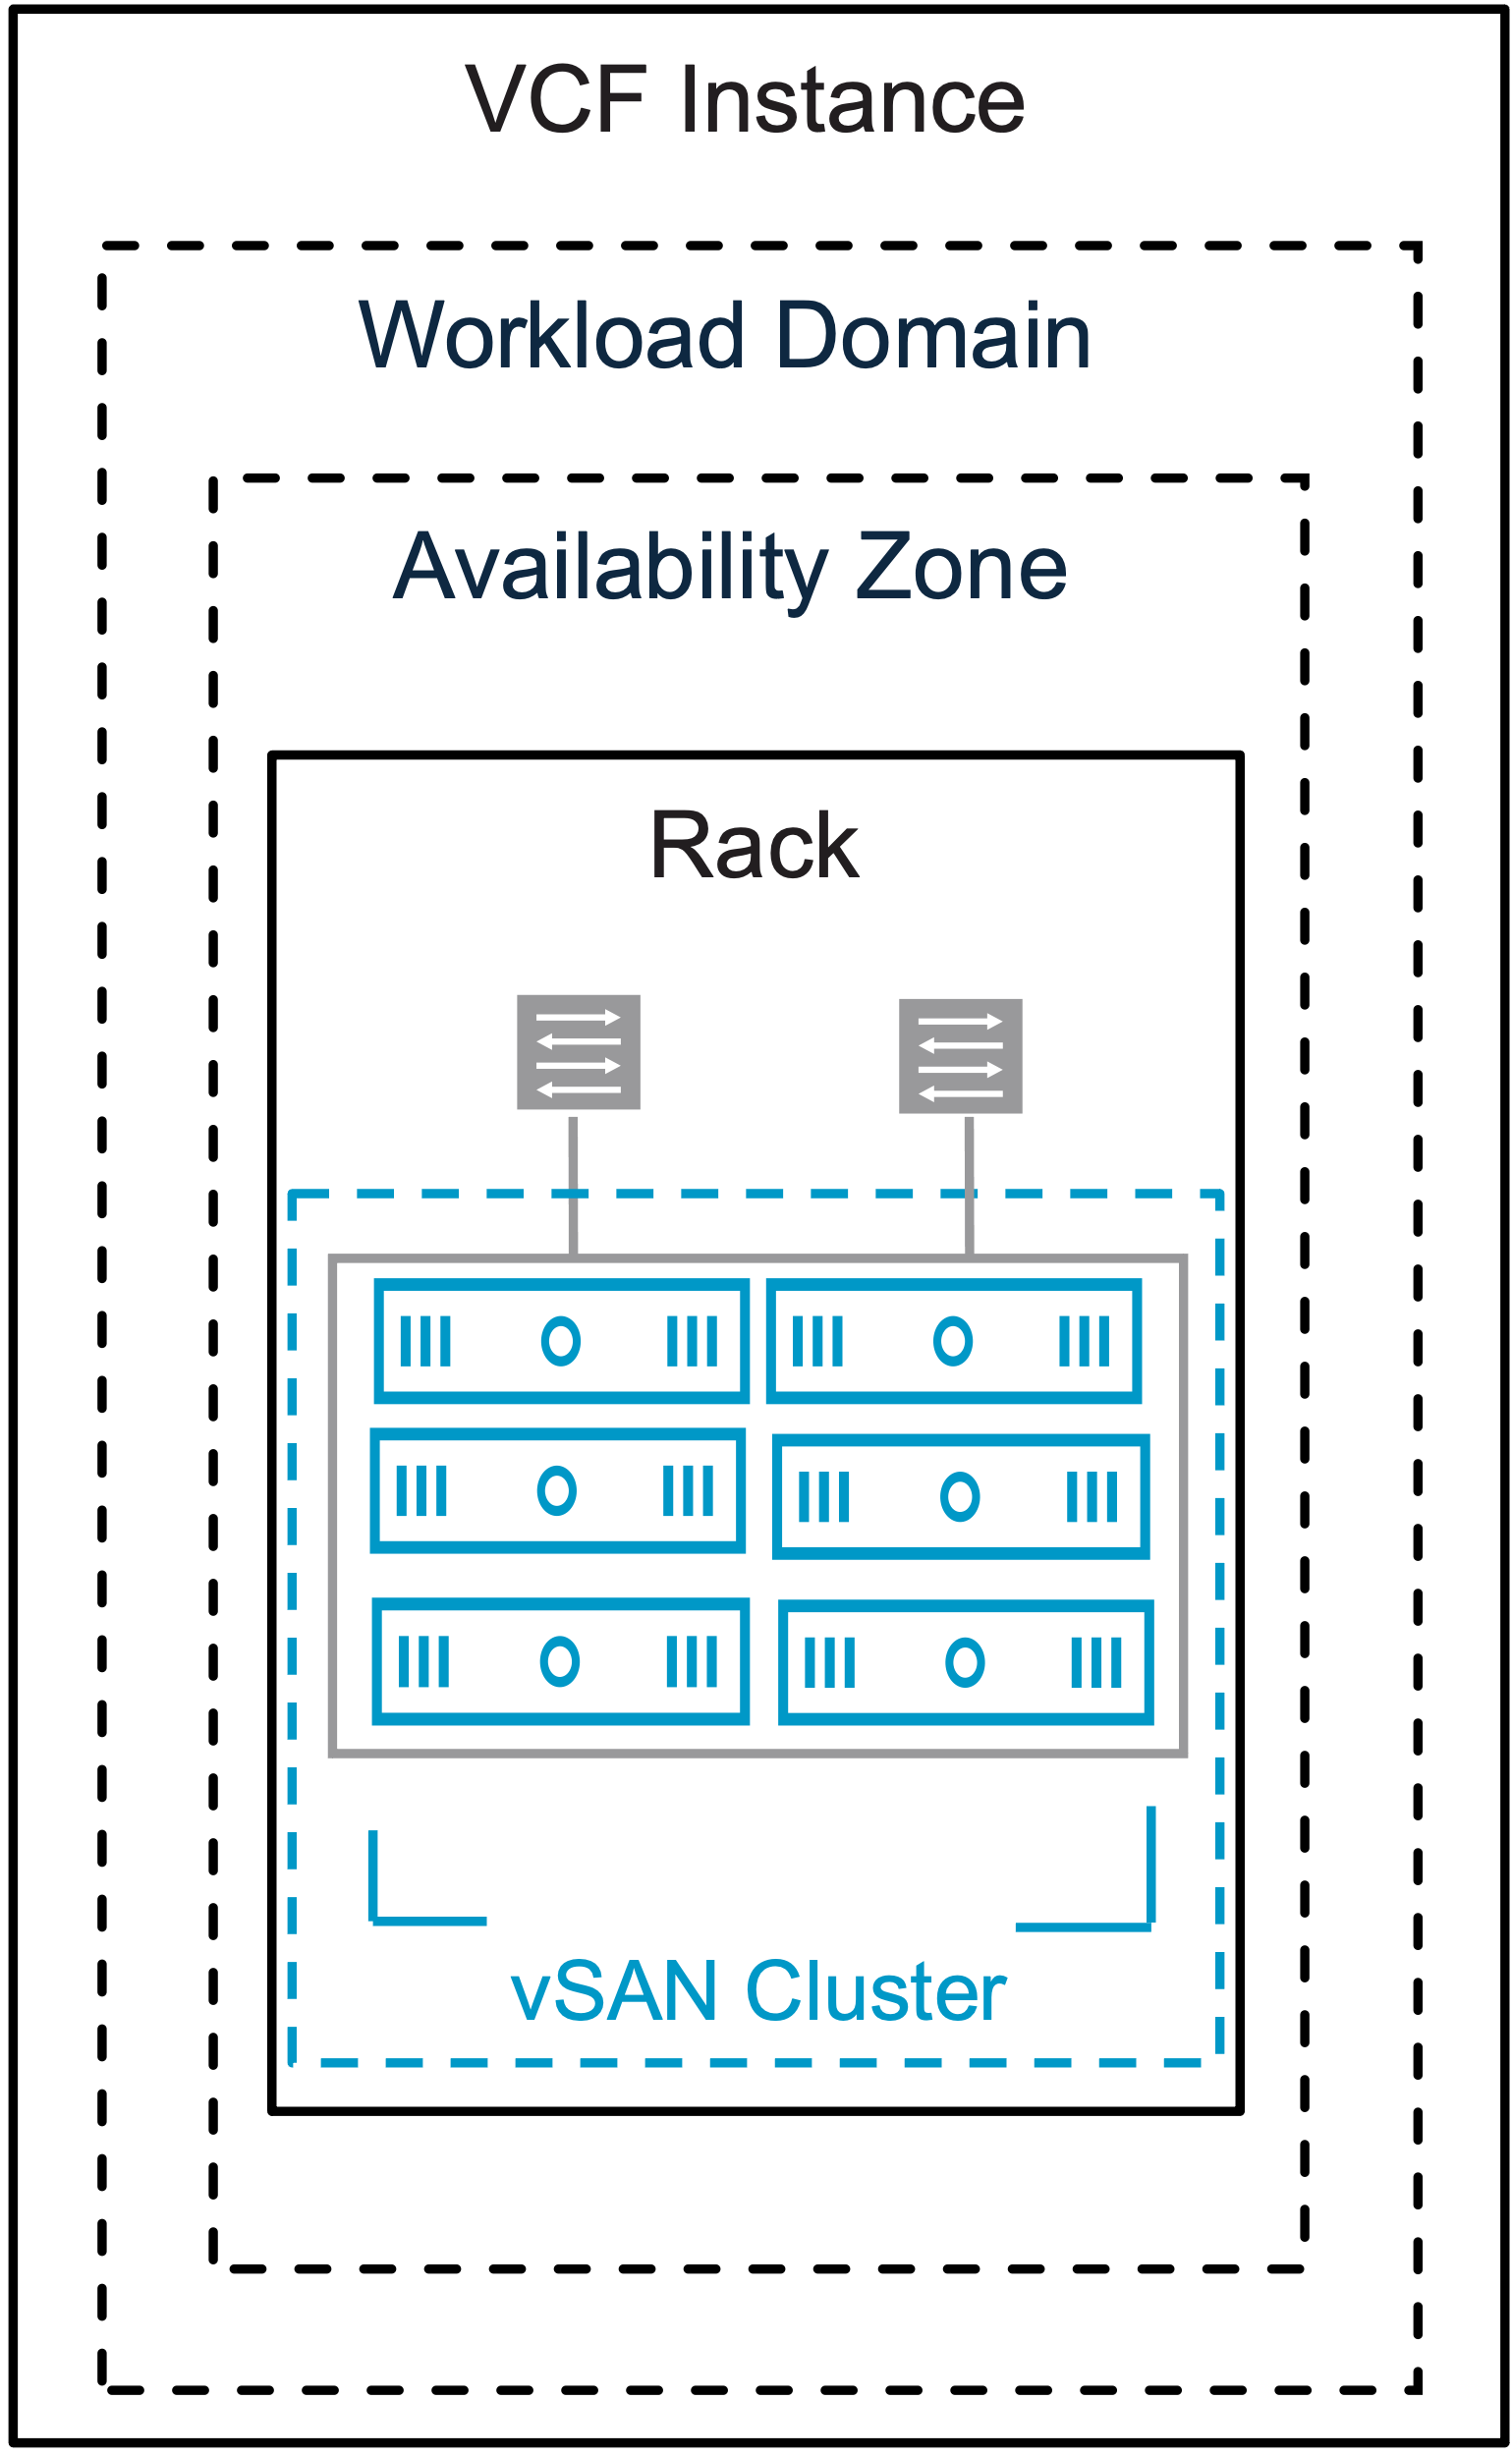 VCF Instance
Workload Domain
Availability Zone
Rack
vSAN Cluster